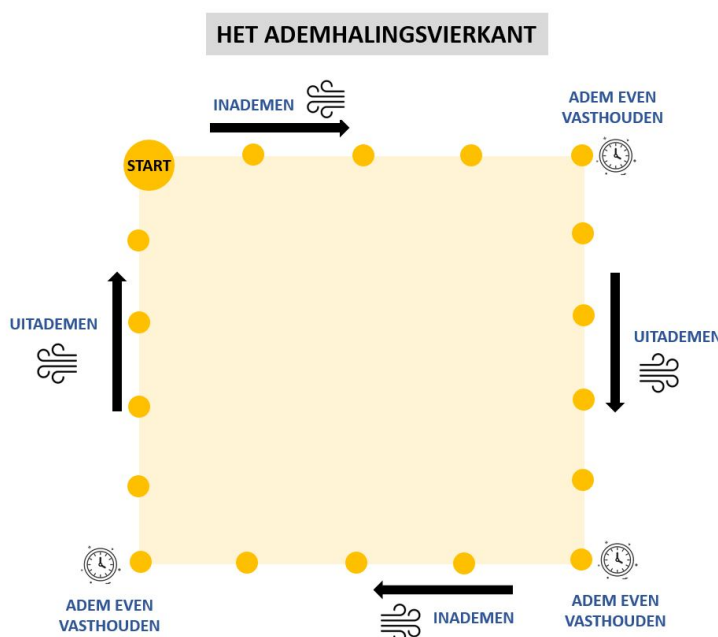 HET ADEMHALINGSVIERKANT
INADEMEN
ADEM EVEN
VASTHOUDEN
START
UITADEMEN
UITADEMEN
ADEM EVEN
VASTHOUDEN
INADEMEN
ADEM EVEN
VASTHOUDEN